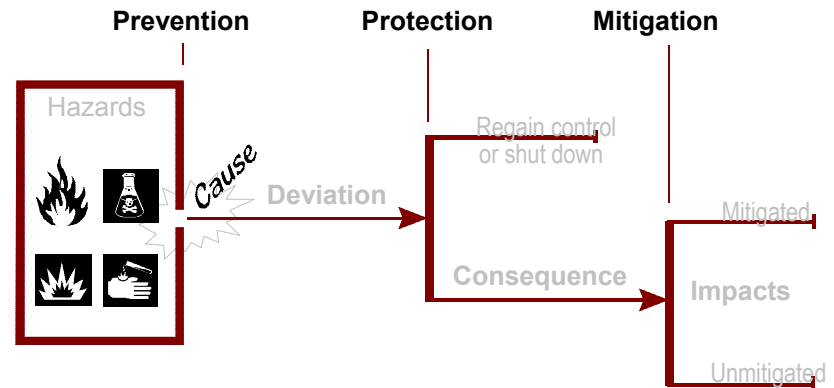 Prevention
Protection
Mitigation
Hazards
Cause
Deviation
Regain control
or shut down
Consequence
Mitigated
Impacts
Unmitigated